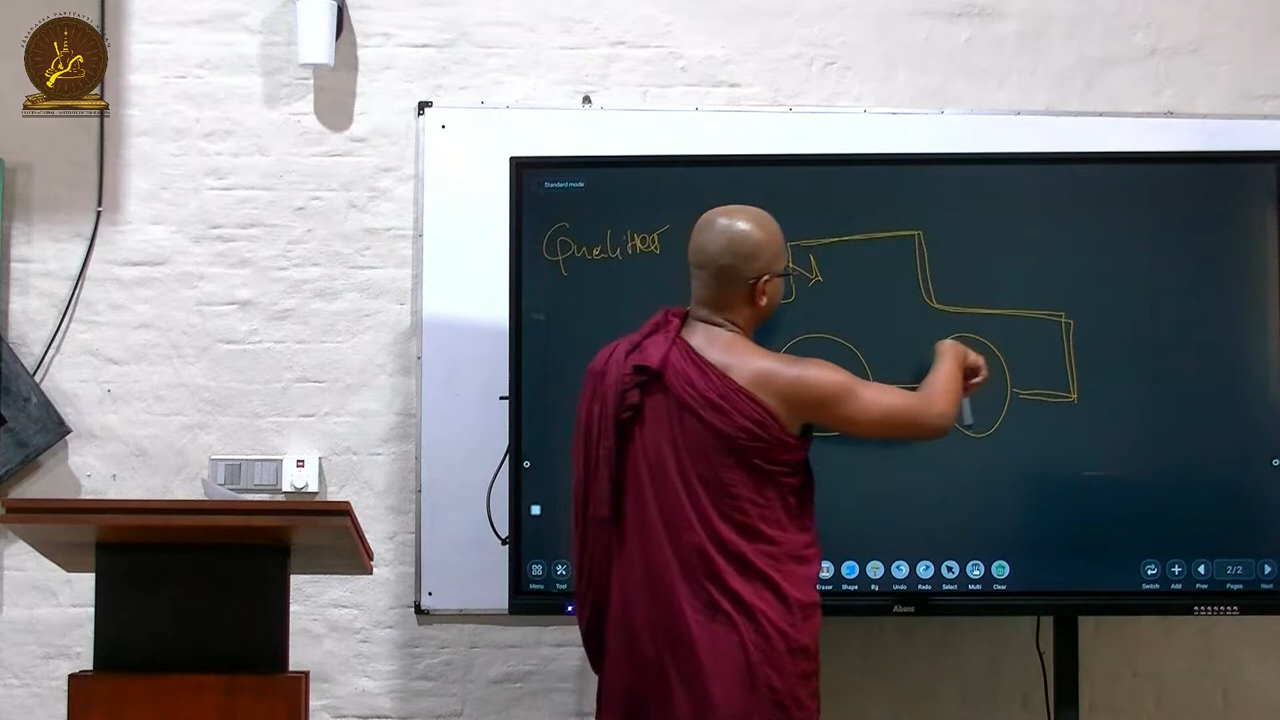 Standard mode
Qualities
Menu Tool Eraser Shape Bg Undo Redo Select Multi Clear Switch Add Prev 2/2 Pages Next
Abans